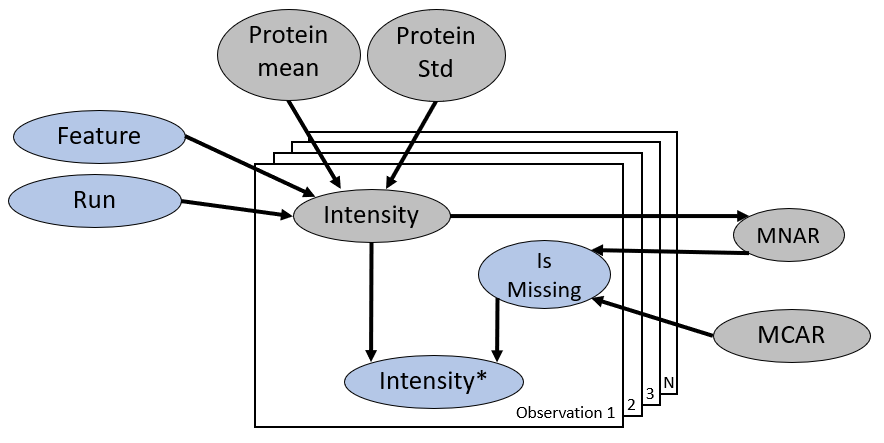 Protein
mean
Protein
Std
Feature
Run
Intensity
MNAR
Is
Missing
MCAR
Intensity*
Observation 1
2
3
N